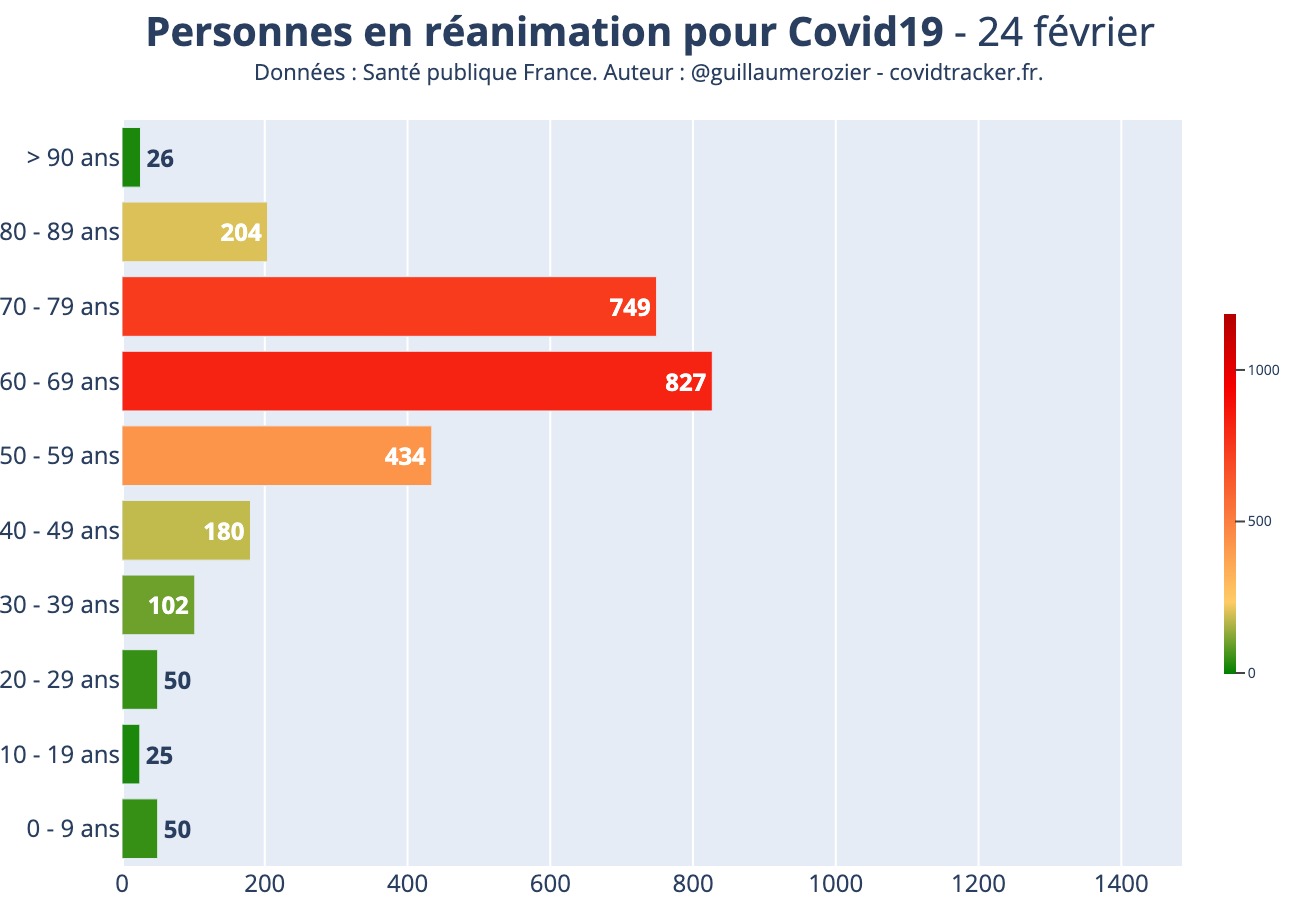 Personnes en réanimation pour Covid19 - 24 février
Données : Santé publique France. Auteur : @guillaumerozier - covidtracker.fr.
> 90 ans 26
80 - 89 ans 204
70 - 79 ans 749
60 - 69 ans 827
50 - 59 ans 434
40 - 49 ans 180
30 - 39 ans 102
20 - 29 ans 50
10 - 19 ans 25
0 - 9 ans 50
0 200 400 600 800 1000 1200 1400
1000
500
0